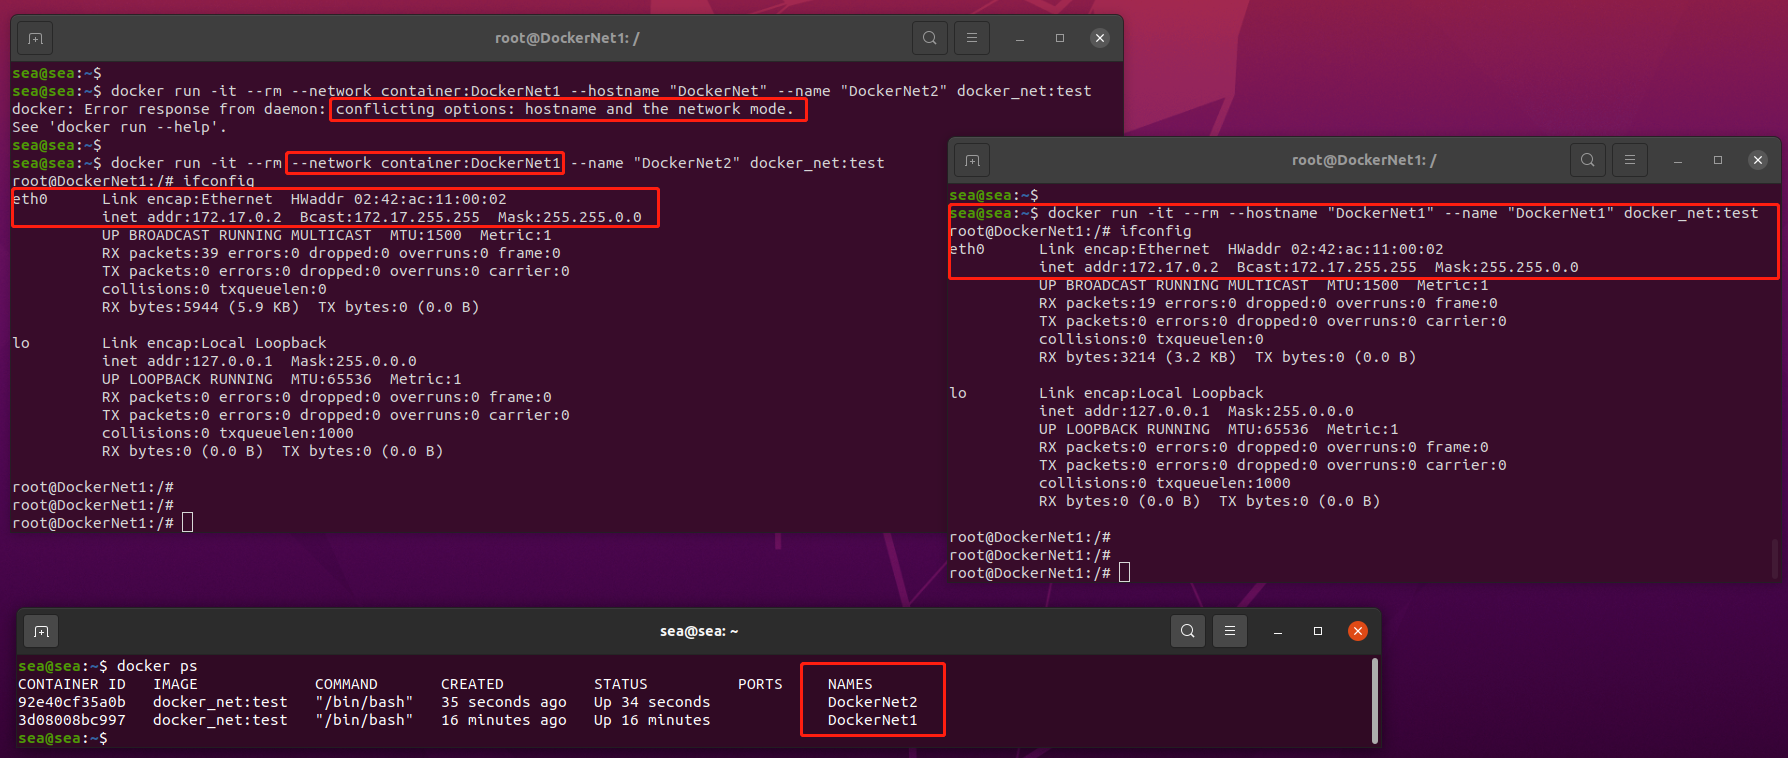 root@DockerNet1: /
sea@sea:~$
sea@sea:~$ docker run -it --rm --network container:DockerNet1 --hostname "DockerNet" --name "DockerNet2" docker_net:test
docker: Error response from daemon: conflicting options: hostname and the network mode.
See 'docker run --help'.
sea@sea:~$
sea@sea:~$ docker run -it --rm --network container:DockerNet1 --name "DockerNet2" docker_net:test
root@DockerNet1:/# ifconfig
eth0      Link encap:Ethernet  HWaddr 02:42:ac:11:00:02
          inet addr:172.17.0.2  Bcast:172.17.255.255  Mask:255.255.0.0
          UP BROADCAST RUNNING MULTICAST  MTU:1500  Metric:1
          RX packets:39 errors:0 dropped:0 overruns:0 frame:0
          TX packets:0 errors:0 dropped:0 overruns:0 carrier:0
          collisions:0 txqueuelen:0
          RX bytes:5944 (5.9 KB)  TX bytes:0 (0.0 B)
lo        Link encap:Local Loopback
          inet addr:127.0.0.1  Mask:255.0.0.0
          UP LOOPBACK RUNNING  MTU:65536  Metric:1
          RX packets:0 errors:0 dropped:0 overruns:0 frame:0
          TX packets:0 errors:0 dropped:0 overruns:0 carrier:0
          collisions:0 txqueuelen:1000
          RX bytes:0 (0.0 B)  TX bytes:0 (0.0 B)
root@DockerNet1:/#
root@DockerNet1:/#
root@DockerNet1:/#
root@DockerNet1: /
sea@sea:~$
sea@sea:~$ docker run -it --rm --hostname "DockerNet1" --name "DockerNet1" docker_net:test
root@DockerNet1:/# ifconfig
eth0      Link encap:Ethernet  HWaddr 02:42:ac:11:00:02
          inet addr:172.17.0.2  Bcast:172.17.255.255  Mask:255.255.0.0
          UP BROADCAST RUNNING MULTICAST  MTU:1500  Metric:1
          RX packets:19 errors:0 dropped:0 overruns:0 frame:0
          TX packets:0 errors:0 dropped:0 overruns:0 carrier:0
          collisions:0 txqueuelen:0
          RX bytes:3214 (3.2 KB)  TX bytes:0 (0.0 B)
lo        Link encap:Local Loopback
          inet addr:127.0.0.1  Mask:255.0.0.0
          UP LOOPBACK RUNNING  MTU:65536  Metric:1
          RX packets:0 errors:0 dropped:0 overruns:0 frame:0
          TX packets:0 errors:0 dropped:0 overruns:0 carrier:0
          collisions:0 txqueuelen:1000
          RX bytes:0 (0.0 B)  TX bytes:0 (0.0 B)
root@DockerNet1:/#
root@DockerNet1:/#
root@DockerNet1:/#
sea@sea: ~
sea@sea:~$ docker ps
CONTAINER ID   IMAGE             COMMAND       CREATED          STATUS          PORTS     NAMES
92e40cf35a0b   docker_net:test   "/bin/bash"   35 seconds ago   Up 34 seconds             DockerNet2
3d08008bc997   docker_net:test   "/bin/bash"   16 minutes ago   Up 16 minutes             DockerNet1
sea@sea:~$